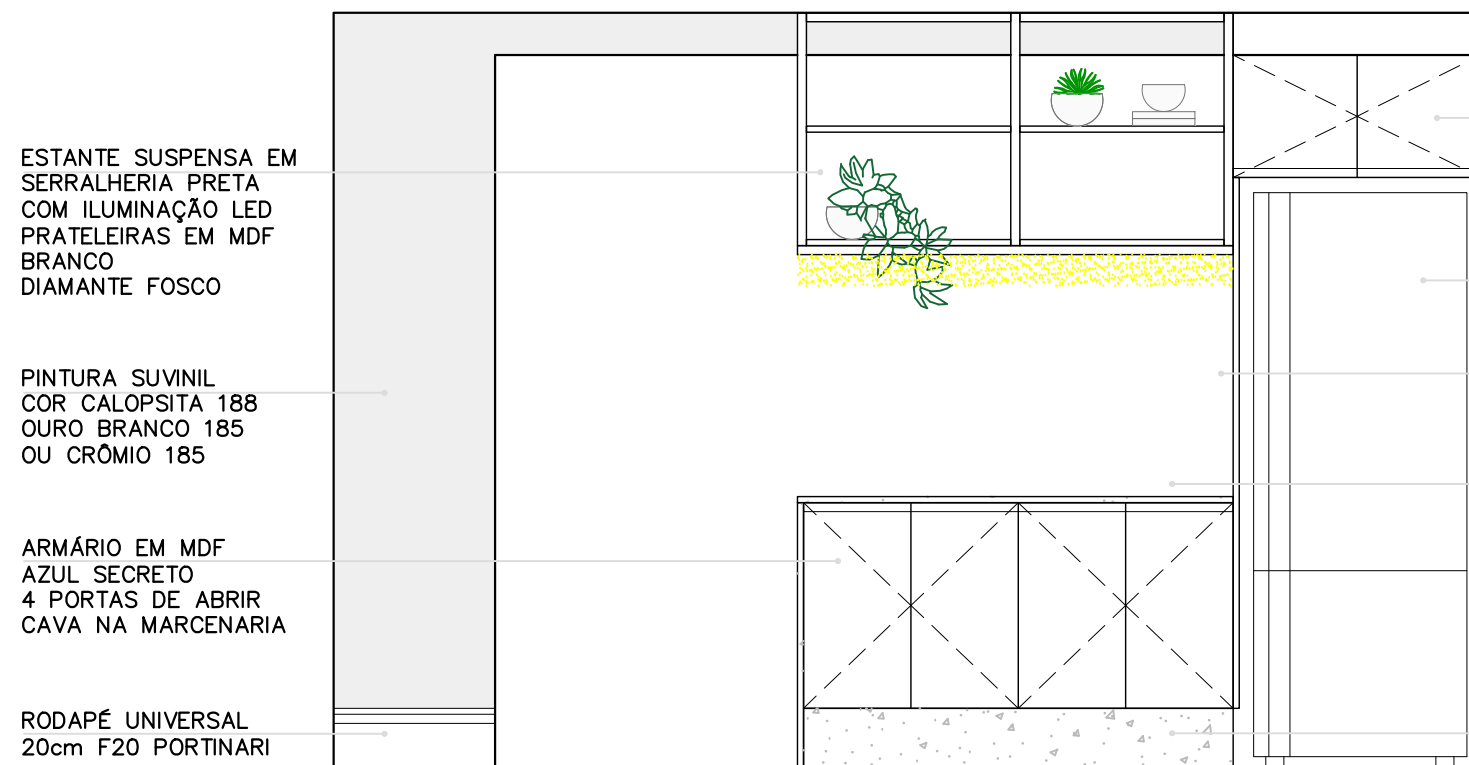 ESTANTE SUSPENSA EM
SERRALHERIA PRETA
COM ILUMINAÇÃO LED
PRATELEIRAS EM MDF
BRANCO
DIAMANTE FOSCO
PINTURA SUVINIL
COR CALOPSITA 188
OURO BRANCO 185
OU CRÔMIO 185
ARMÁRIO EM MDF
AZUL SECRETO
4 PORTAS DE ABRIR
CAVA NA MARCENARIA
RODAPÉ UNIVERSAL
20cm F20 PORTINARI